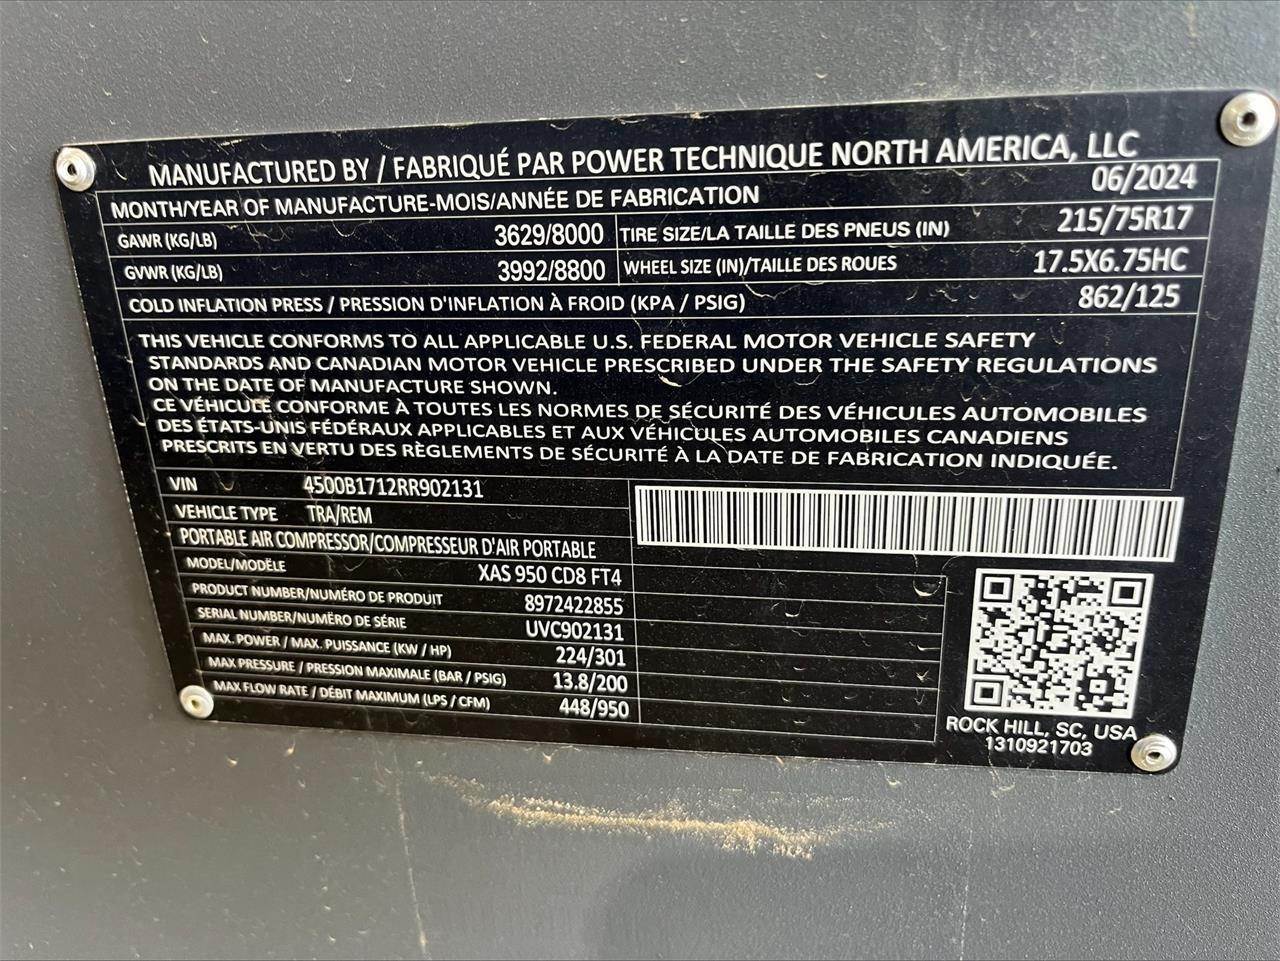 MANUFACTURED BY / FABRIQUÉ PAR POWER TECHNIQUE NORTH AMERICA, LLC
MONTH/YEAR OF MANUFACTURE-MOIS/ANNÉE DE FABRICATION 06/2024
GAWR (KG/LB) 3629/8000 TIRE SIZE/LA TAILLE DES PNEUS (IN) 215/75R17
GVWR (KG/LB) 3992/8800 WHEEL SIZE (IN)/TAILLE DES ROUES 17.5X6.75HC
COLD INFLATION PRESS / PRESSION D'INFLATION À FROID (KPA / PSIG) 862/125
THIS VEHICLE CONFORMS TO ALL APPLICABLE U.S. FEDERAL MOTOR VEHICLE SAFETY
STANDARDS AND CANADIAN MOTOR VEHICLE PRESCRIBED UNDER THE SAFETY REGULATIONS
ON THE DATE OF MANUFACTURE SHOWN.
CE VÉHICULE CONFORME À TOUTES LES NORMES DE SÉCURITÉ DES VÉHICULES AUTOMOBILES
DES ÉTATS-UNIS FÉDÉRAUX APPLICABLES ET AUX VÉHICULES AUTOMOBILES CANADIENS
PRESCRITS EN VERTU DES RÈGLEMENTS DE SÉCURITÉ À LA DATE DE FABRICATION INDIQUÉE.
VIN 4500B1712RR902131
VEHICLE TYPE TRA/REM
PORTABLE AIR COMPRESSOR/COMPRESSEUR D'AIR PORTABLE
MODEL/MODÈLE XAS 950 CD8 FT4
PRODUCT NUMBER/NUMÉRO DE PRODUIT 8972422855
SERIAL NUMBER/NUMËRO DE SÉRIE UVC902131
MAX. POWER / MAX. PUISSANCE (KW / HP) 224/301
MAX PRESSURE / PRESSION MAXIMALE (BAR / PSIG) 13.8/200
MAX FLOW RATE / DÉBIT MAXIMUM (LPS / CFM) 448/950
ROCK HILL, SC, USA
1310921703